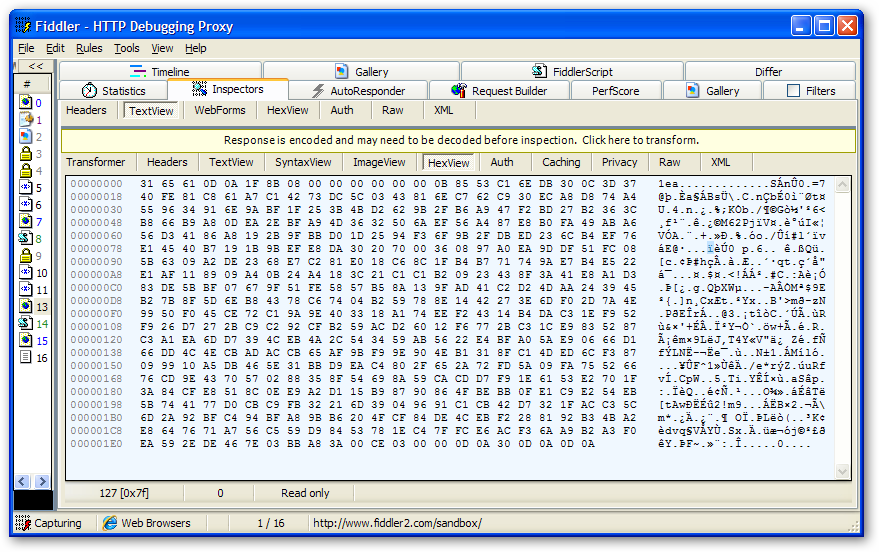 Fiddler - HTTP Debugging Proxy
File Edit Rules Tools View Help
<<
#
0
1
2
3
4
5
6
7
8
9
10
11
13
14
15
16
Timeline Gallery FiddlerScript Differ
Statistics Inspectors AutoResponder Request Builder PerfScore Gallery Filters
Headers TextView WebForms HexView Auth Raw XML
Response is encoded and may need to be decoded before inspection. Click here to transform.
Transformer Headers TextView SyntaxView ImageView HexView Auth Caching Privacy Raw XML
00000000 31 65 61 0D 0A 1F 8B 08 00 00 00 00 00 00 0B 85 53 C1 6E DB 30 0C 3D 37
00000018 40 FE 81 C8 61 A7 C1 42 73 DC 5C 03 43 81 6E C7 62 C9 30 EC A8 D8 74 A4
00000030 55 96 34 91 6E 9A BF 1F 25 3B 4B D2 62 9B 2F B6 A9 47 F2 BD 27 B2 36 3C
00000048 B8 66 B9 A8 0D EA 2E BF A9 4D 36 32 50 6A EF 56 A4 87 E8 B0 FA 49 AB A6
00000060 56 D3 41 86 A8 19 2B 9F BB D0 1D 25 94 F3 6F 9B 2F DB ED 23 6C B4 EF 76
00000078 E1 45 40 B7 19 1B 9B EF E8 DA 30 20 70 00 36 08 97 A0 EA 9D DF 51 FC 08
00000090 5B 63 09 A2 DE 23 68 E7 C2 81 E0 18 C6 8C 1F B4 B7 71 74 9A E7 B4 E5 22
000000A8 E1 AF 11 89 09 A4 0B 24 A4 18 3C 21 C1 C1 B2 09 23 43 8F 3A 41 E8 A1 D3
000000C0 83 DE 5B BF 07 67 9F 51 FE 58 57 B5 8A 13 9F AD 41 C2 D2 4D AA 24 39 45
000000D8 B2 7B 8F 5D 6E B8 43 78 C6 74 04 B2 59 78 8E 14 42 27 3E 6D F0 2D 7A 4E
000000F0 99 50 F0 45 CE 72 C1 9A 9E 40 33 18 A1 74 EE F2 43 14 B4 DA C3 1E F9 52
00000108 F9 26 D7 27 2B C9 C2 92 CF B2 59 AC D2 60 12 F6 77 2B C3 1C E9 83 52 87
00000120 C3 A1 EA 6D D7 39 4C EB 4A 2C 54 34 59 AB 56 22 E4 BF A0 5A E9 06 66 D1
00000138 66 DD 4C 4E CB AD AC CB 65 AF 9B F9 9E 90 4E B1 31 8F C1 4D ED 6C F3 87
00000150 09 99 10 A5 DB 46 5E 31 BB D9 EA C4 80 2F 65 2A 72 FD 5A 09 FA 75 52 66
00000168 76 CD 9E 43 70 57 02 88 35 8F 54 69 8A 59 CA CD D7 F9 1E 61 53 E2 70 1F
00000180 3A 84 CF E8 51 8C 0E E9 A2 D1 15 B9 87 90 86 4F BE BB 0F E1 C9 E2 54 EB
00000198 5B 74 41 77 D0 CB C9 FB 32 21 6D 39 04 96 91 C1 CB 42 D7 32 1F AC C3 5C
000001B0 6D 2A 92 BF C4 94 BF A8 9B B6 20 4F CF 84 DE 4C EB F2 28 81 92 B3 4B A2
000001C8 E8 64 76 71 A7 56 C5 59 D9 84 53 78 1E C4 7F FC E6 AC F3 6A A9 B2 A3 F0
000001E0 EA 59 2E DE 46 7E 03 BB A8 3A 00 CE 03 00 00 0D 0A 30 0D 0A 0D 0A
127 [0x7f] 0 Read only
Capturing Web Browsers 1 / 16 http://www.fiddler2.com/sandbox/